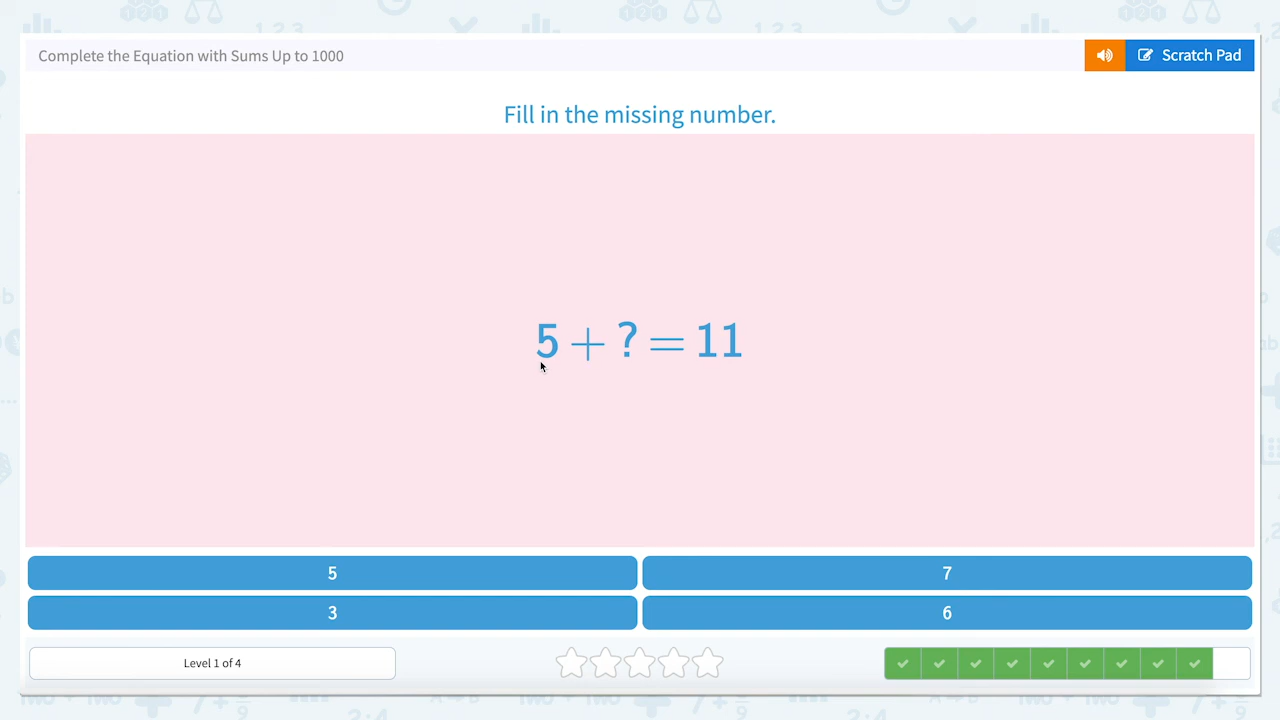 Complete the Equation with Sums Up to 1000
Scratch Pad
Fill in the missing number.
5 + ? = 11
5
7
3
6
Level 1 of 4